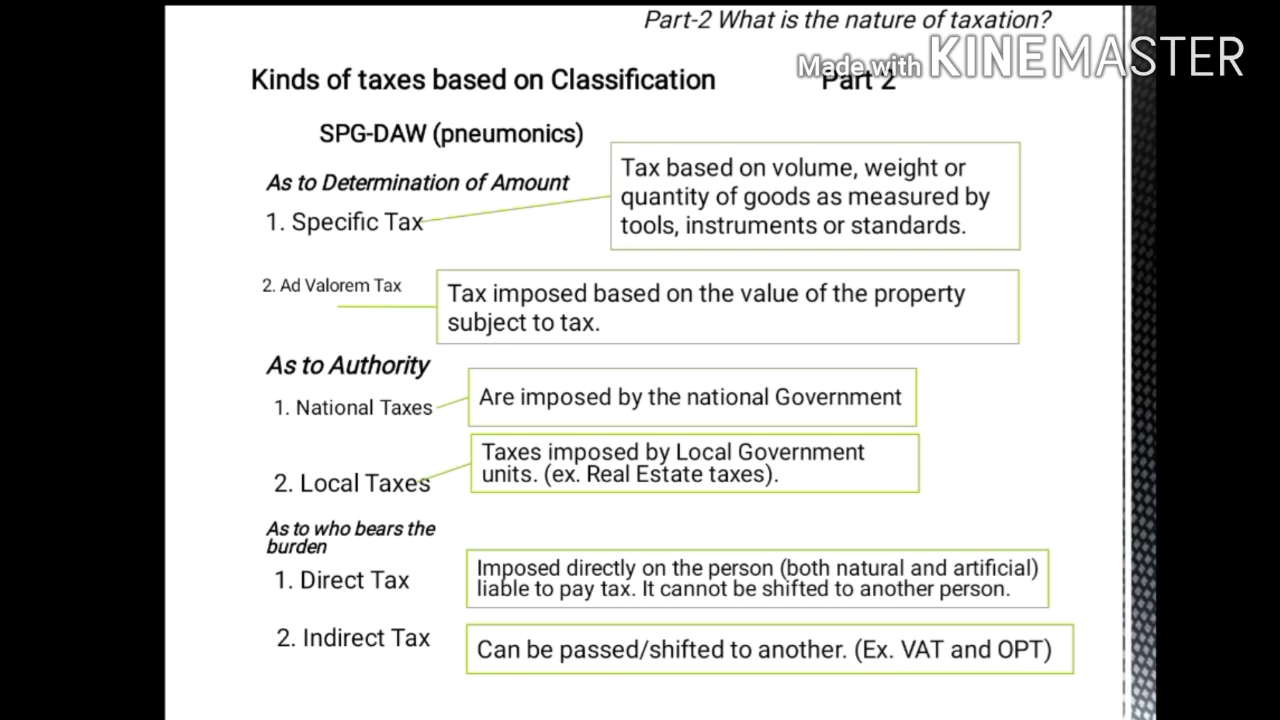 Part-2 What is the nature of taxation?
Made with KINEMASTER
Kinds of taxes based on Classification Part 2
SPG-DAW (pneumonics)
As to Determination of Amount
1. Specific Tax
Tax based on volume, weight or
quantity of goods as measured by
tools, instruments or standards.
2. Ad Valorem Tax
Tax imposed based on the value of the property
subject to tax.
As to Authority
1. National Taxes
Are imposed by the national Government
2. Local Taxes
Taxes imposed by Local Government
units. (ex. Real Estate taxes).
As to who bears the
burden
1. Direct Tax
Imposed directly on the person (both natural and artificial)
liable to pay tax. It cannot be shifted to another person.
2. Indirect Tax
Can be passed/shifted to another. (Ex. VAT and OPT)